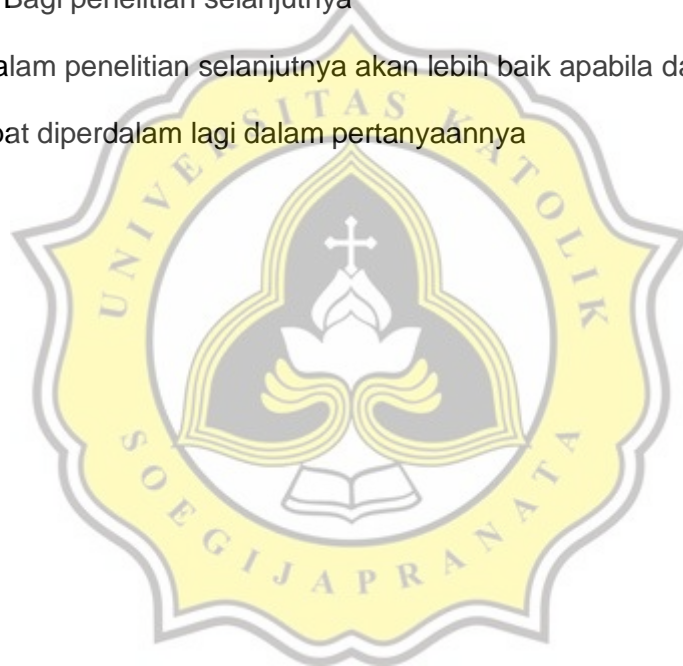 Bagi penelitian selanjutnya
alam penelitian selanjutnya akan lebih baik apabila da
pat diperdalam lagi dalam pertanyaannya
UNIVERSITAS KATOLIK
SOEGIJAPRANATA